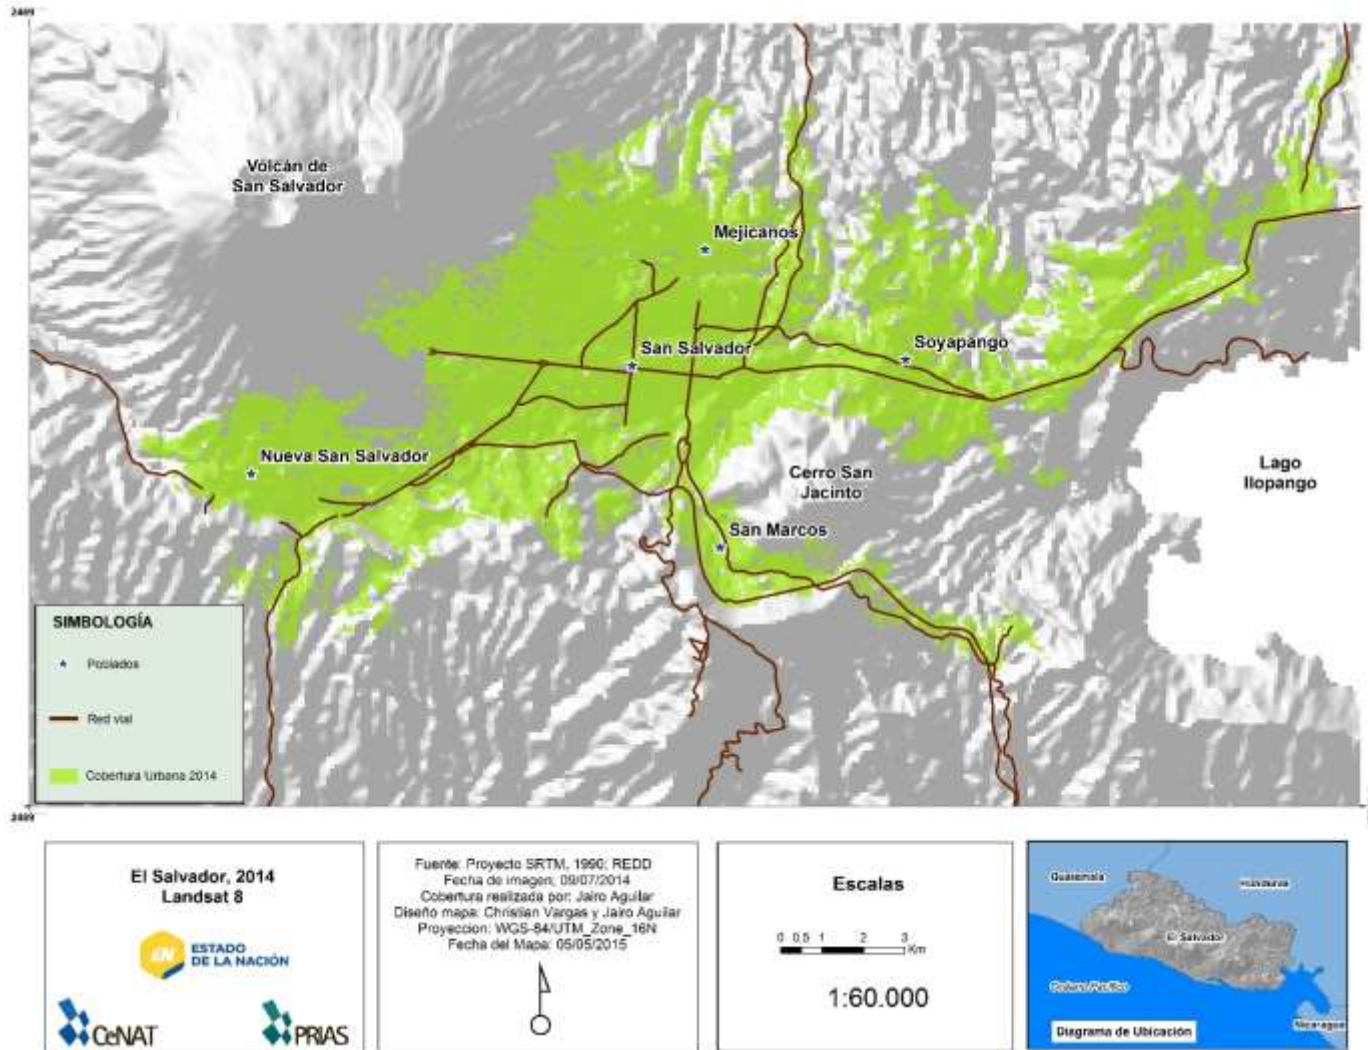 2489
Volcán de
San Salvador
Mejicanos
San Salvador
Soyapango
Nueva San Salvador
Cerro San
Jacinto
Lago
Ilopango
San Marcos
SIMBOLOGÍA
Poblados
Red vial
Cobertura Urbana 2014
2489
El Salvador, 2014
Landsat 8
EN
ESTADO
DE LA NACIÓN
CeNAT
PRIAS
Fuente: Proyecto SRTM, 1990; REDD
Fecha de imagen; 09/07/2014
Cobertura realizada por: Jairo Aguilar
Diseño mapa: Christian Vargas y Jairo Aguilar
Proyeccion: WGS-84/UTM_Zone_16N
Fecha del Mapa: 05/05/2015
Escalas
0 0,5 1 2 3
Km
1:60.000
Guatemala
Honduras
El Salvador
Océano Pacífico
Nicaragua
Diagrama de Ubicación